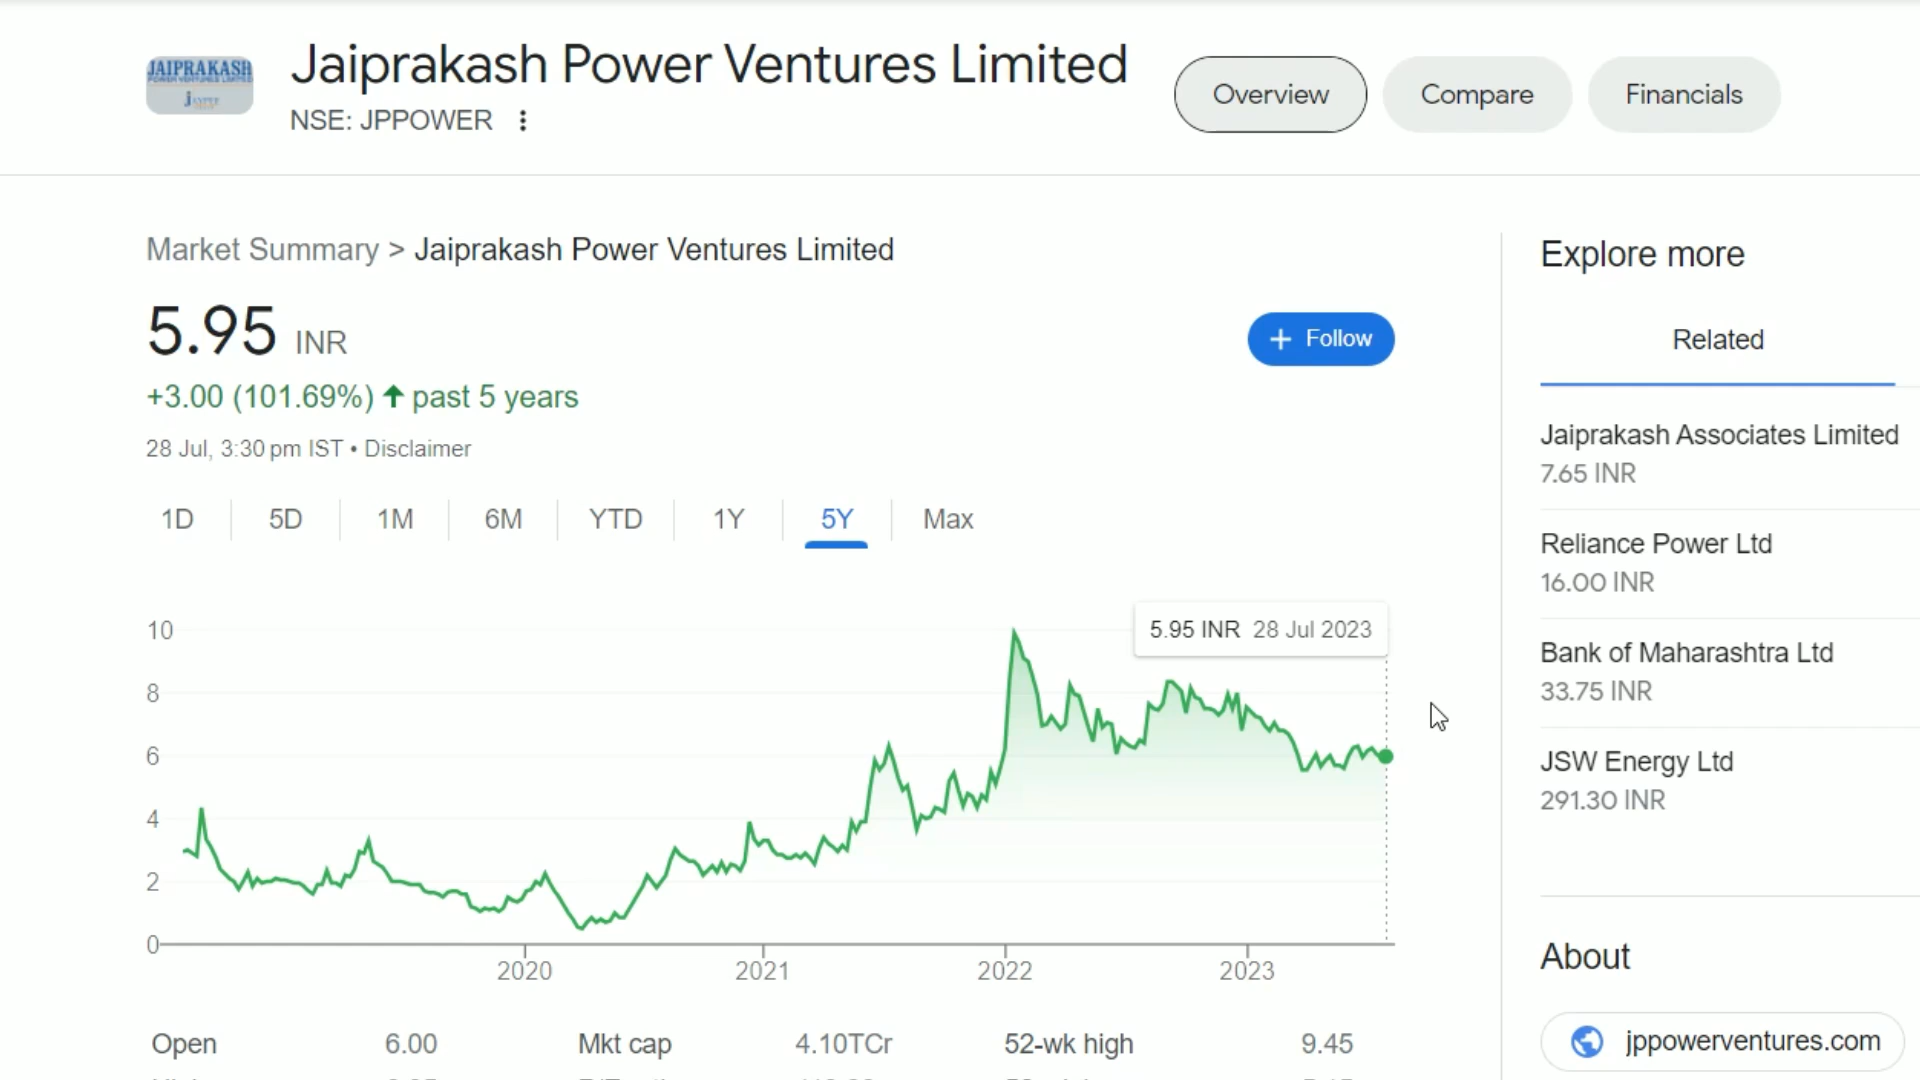 JAIPRAKASH
POWER VENTURES LIMITED
JAYPEE
Jaiprakash Power Ventures Limited
NSE: JPPOWER
Overview
Compare
Financials
Market Summary > Jaiprakash Power Ventures Limited
5.95 INR
+3.00 (101.69%) past 5 years
28 Jul, 3:30 pm IST • Disclaimer
+ Follow
1D
5D
1M
6M
YTD
1Y
5Y
Max
5.95 INR 28 Jul 2023
10
8
6
4
2
0
2020
2021
2022
2023
Open 6.00
Mkt cap 4.10TCr
52-wk high 9.45
Explore more
Related
Jaiprakash Associates Limited
7.65 INR
Reliance Power Ltd
16.00 INR
Bank of Maharashtra Ltd
33.75 INR
JSW Energy Ltd
291.30 INR
About
jppowerventures.com